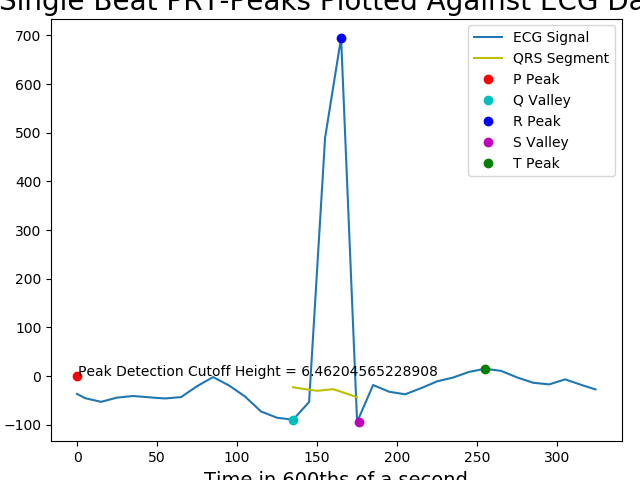 Single Beat PRT-Peaks Plotted Against ECG Da
700
600
500
400
300
200
100
0
−100
ECG Signal
QRS Segment
P Peak
Q Valley
R Peak
S Valley
T Peak
Peak Detection Cutoff Height = 6.46204565228908
0
50
100
150
200
250
300
Time in 600ths of a second